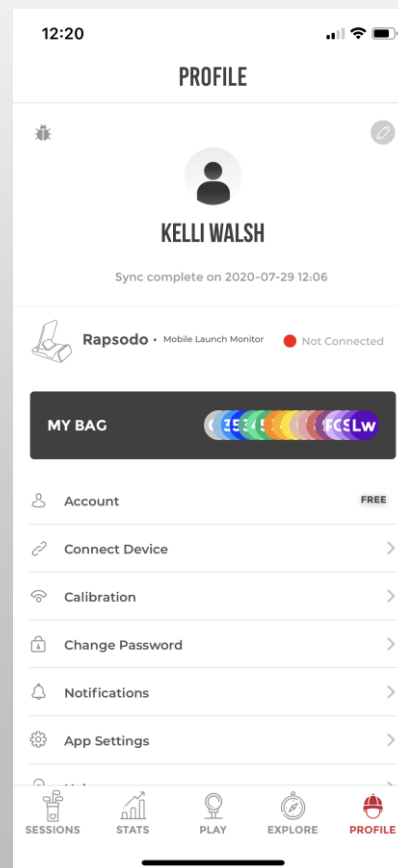 12:20
PROFILE
KELLI WALSH
Sync complete on 2020-07-29 12:06
Rapsodo • Mobile Launch Monitor Not Connected
MY BAG Lw
Account FREE
Connect Device
Calibration
Change Password
Notifications
App Settings
SESSIONS STATS PLAY EXPLORE PROFILE